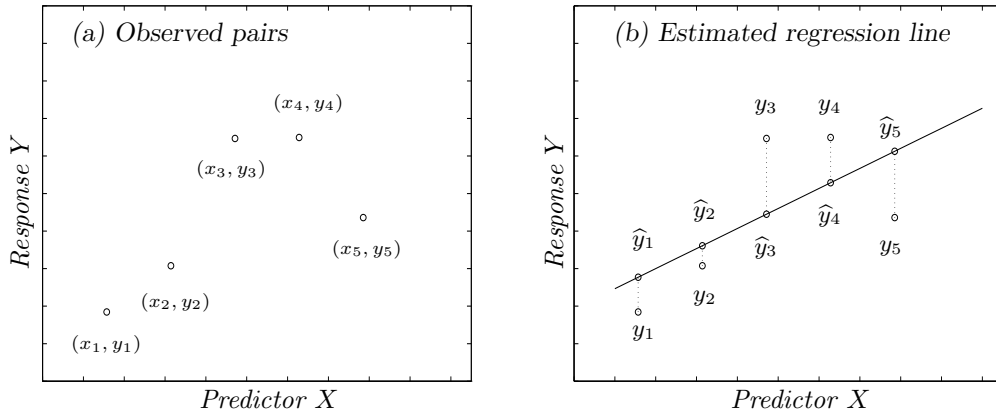 (a) Observed pairs
(x₄, y₄)
(x₃, y₃)
(x₅, y₅)
(x₂, y₂)
(x₁, y₁)
Response Y
Predictor X
(b) Estimated regression line
y₃
y₄
ŷ₅
ŷ₂
ŷ₄
ŷ₁
ŷ₃
y₅
y₂
y₁
Response Y
Predictor X